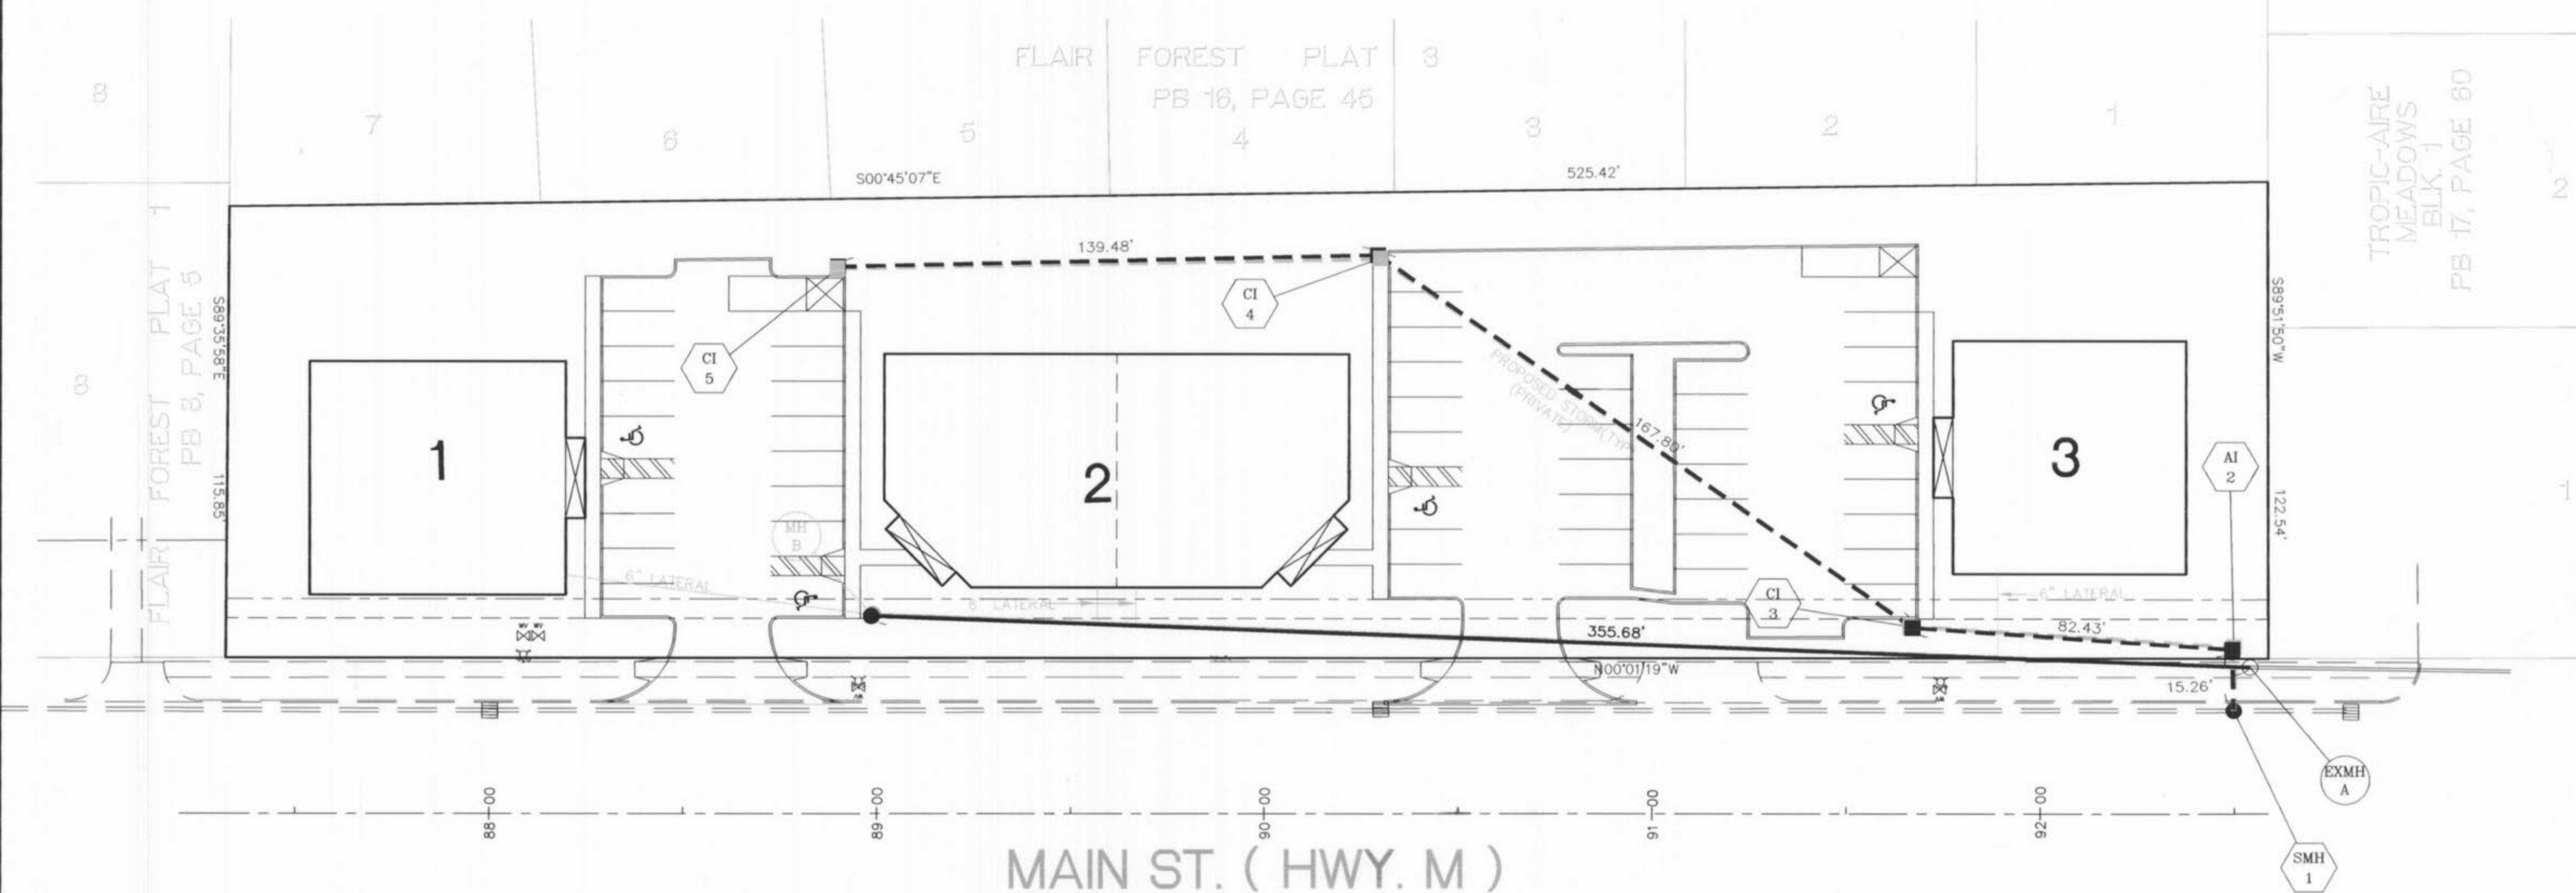 FLAIR FOREST PLAT 3
PB 16, PAGE 45
8
7
6
5
4
3
2
1
TROPIC-AIRE
MEADOWS
BLK. 1
PB 17, PAGE 60
2
1
S00°45'07"E
525.42'
FLAIR FOREST PLAT 1
PB 8, PAGE 5
8
S89°35'58"E
115.85'
S89°51'50"W
122.54'
139.48'
CI
4
CI
5
PROPOSED STORM(TYP)
(PRIVATE)
167.80'
1
2
3
AI
2
MH
B
6" LATERAL
6" LATERAL
6" LATERAL
CI
3
82.43'
355.68'
N00°01'19"W
15.26'
WV WV
EXMH
A
SMH
1
88+00
89+00
90+00
91+00
92+00
MAIN ST. ( HWY. M )